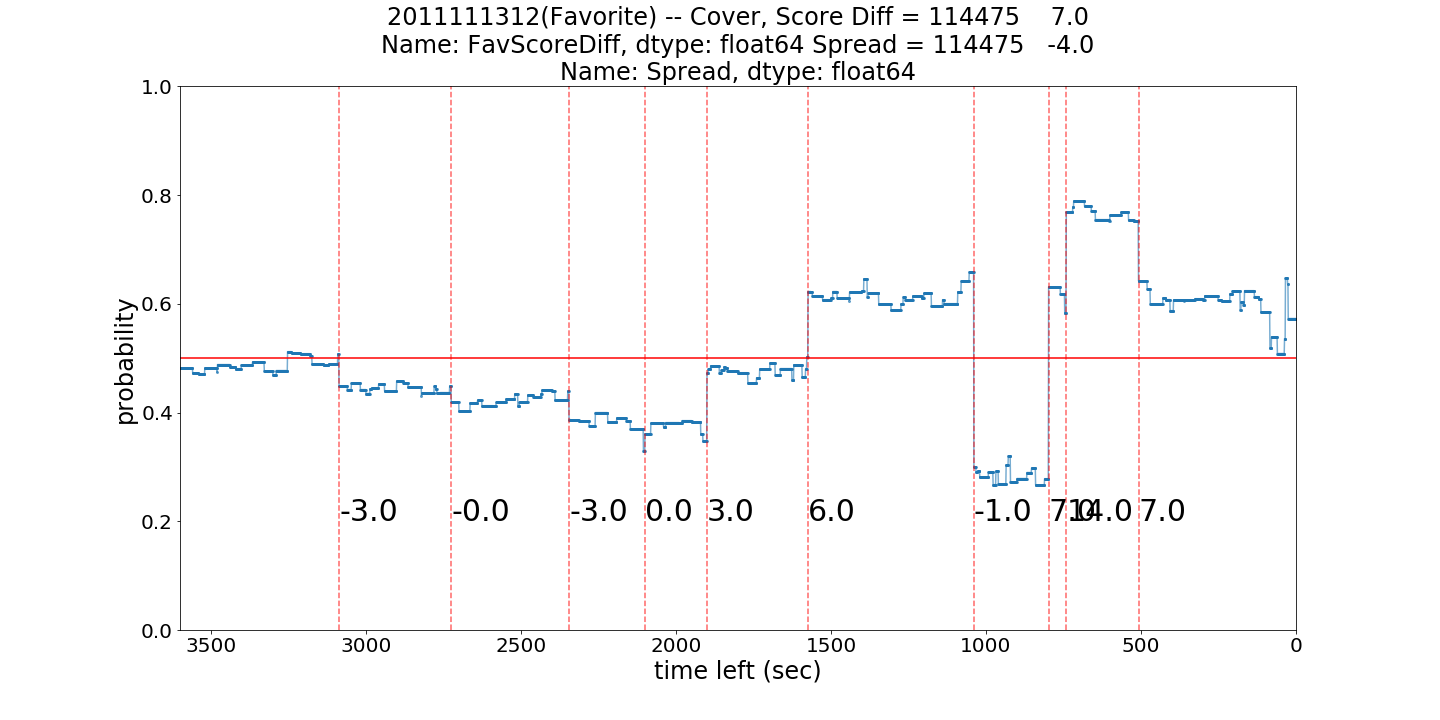 2011111312(Favorite) -- Cover, Score Diff = 114475    7.0
Name: FavScoreDiff, dtype: float64 Spread = 114475   -4.0
Name: Spread, dtype: float64
1.0
0.8
0.6
0.4
0.2
0.0
probability
-3.0 -0.0 -3.0 0.0 3.0 6.0 -1.0 7.0 14.0 7.0
3500 3000 2500 2000 1500 1000 500 0
time left (sec)